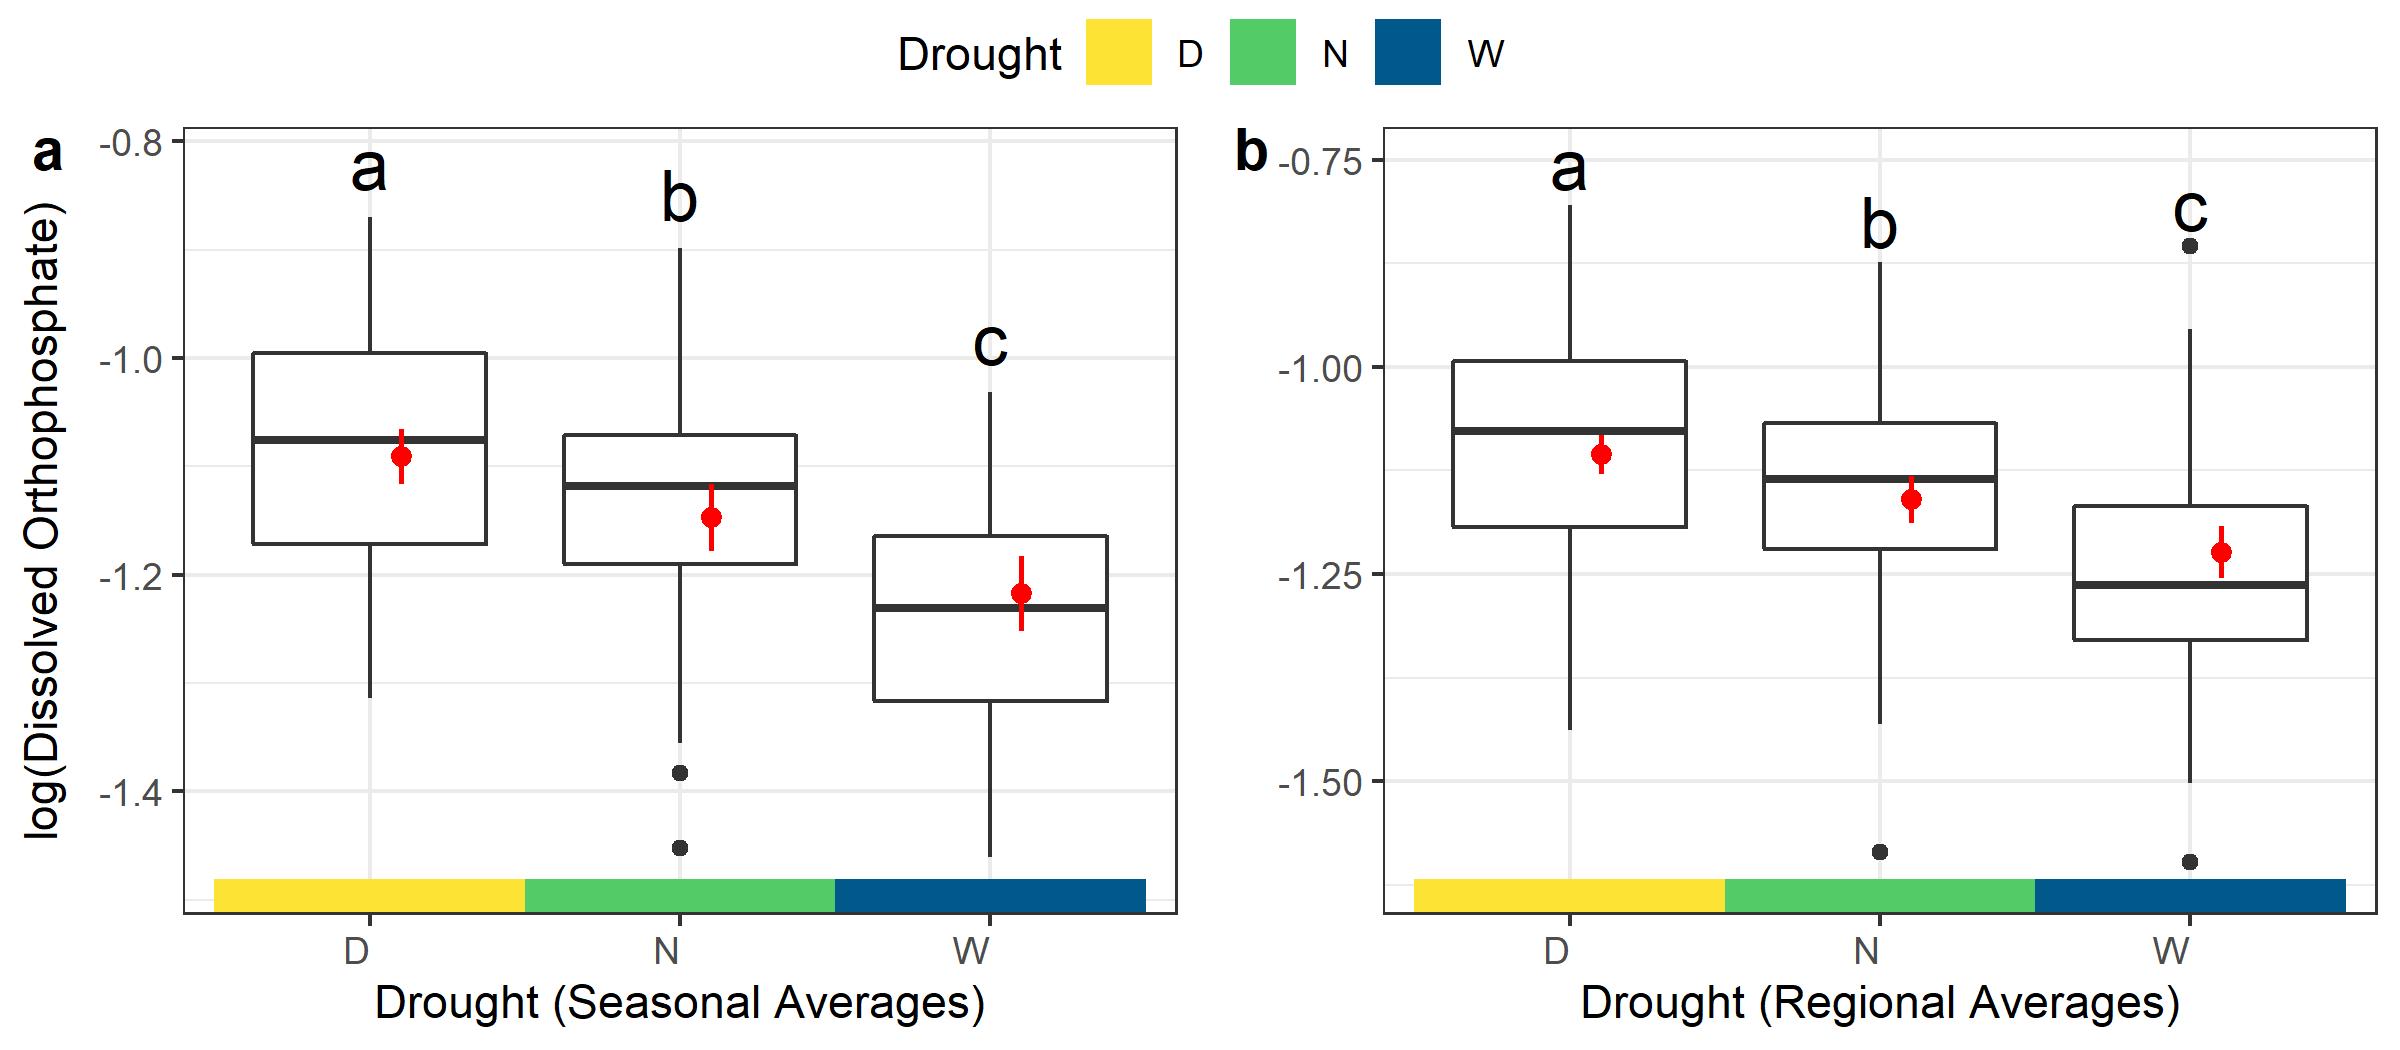 Drought D N W
a
log(Dissolved Orthophosphate)
-0.8
-1.0
-1.2
-1.4
a
b
c
D N W
Drought (Seasonal Averages)
b
-0.75
-1.00
-1.25
-1.50
a
b
c
D N W
Drought (Regional Averages)